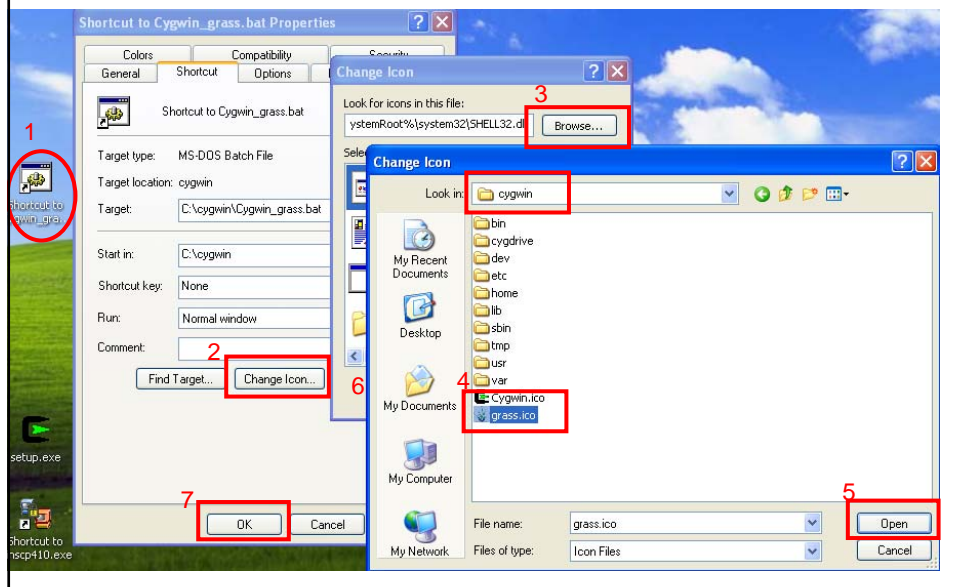 Shortcut to Cygwin_grass.bat Properties
Colors Compatibility Security
General Shortcut Options
Shortcut to Cygwin_grass.bat
Target type: MS-DOS Batch File
Target location: cygwin
Target: C:\cygwin\Cygwin_grass.bat
Start in: C:\cygwin
Shortcut key: None
Run: Normal window
Comment:
2
Find Target... Change Icon...
7
OK Cancel
1
Shortcut to
setup.exe
Shortcut to
nscp410.exe
Change Icon
Look for icons in this file:
3
ystemRoot%\system32\SHELL32.dl Browse...
6
Change Icon
Look in: cygwin
My Recent
Documents
Desktop
My Documents
My Computer
My Network
bin
cygdrive
dev
etc
home
lib
sbin
tmp
usr
var
4
Cygwin.ico
grass.ico
5
File name: grass.ico Open
Files of type: Icon Files Cancel